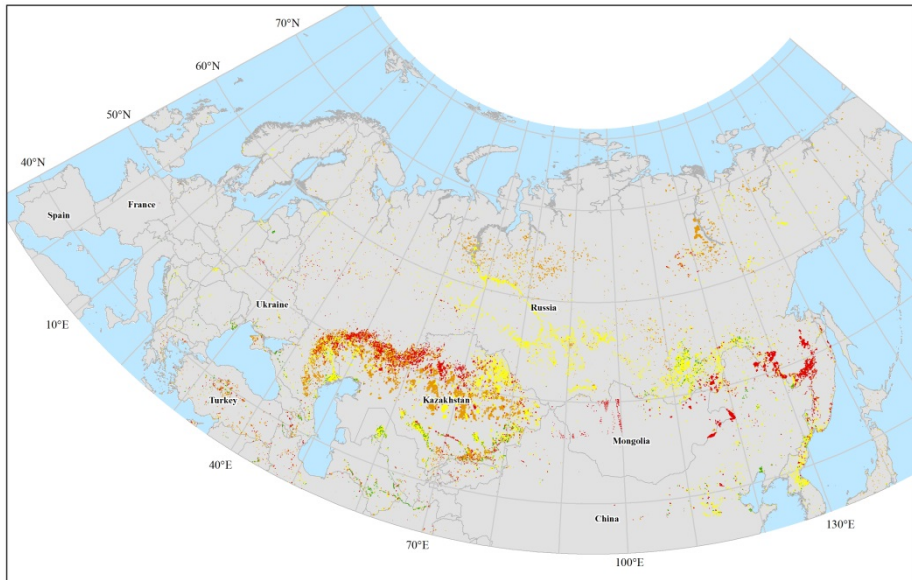 70°N
60°N
50°N
40°N
Spain
France
Ukraine
Russia
10°E
Turkey
Kazakhstan
Mongolia
40°E
China
70°E
130°E
100°E